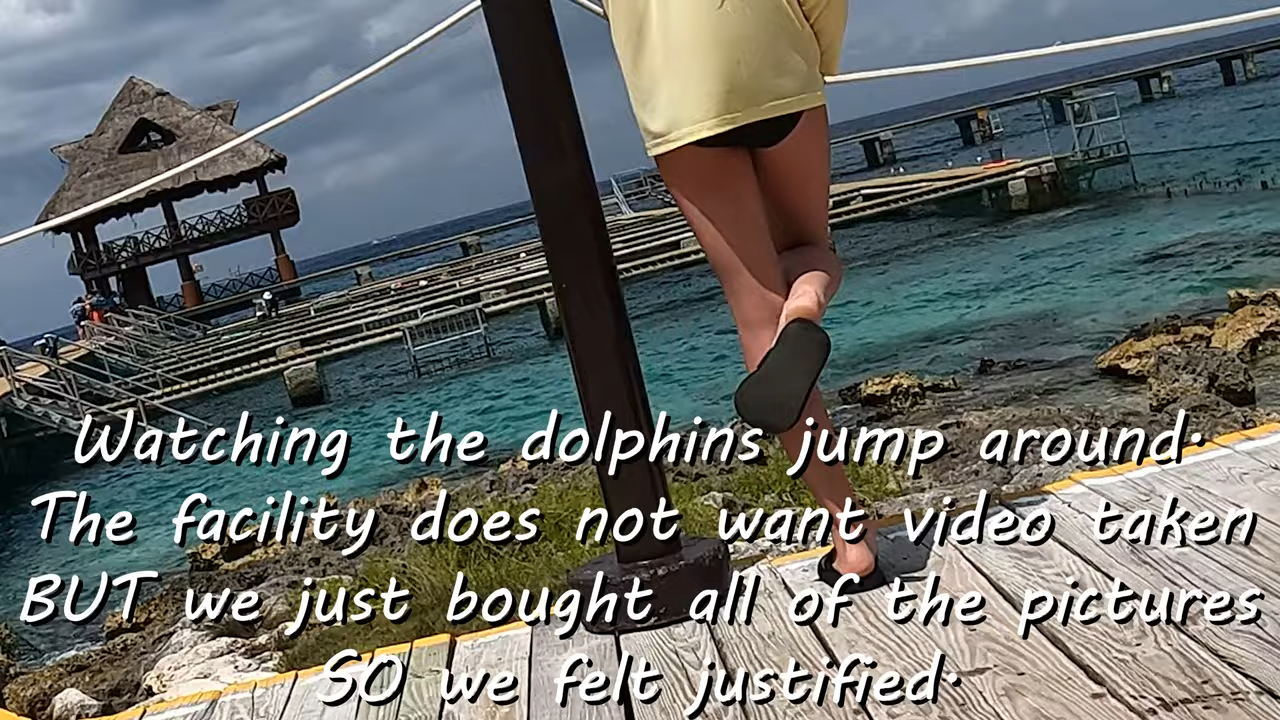 Watching the dolphins jump around.
The facility does not want video taken
BUT we just bought all of the pictures
SO we felt justified.